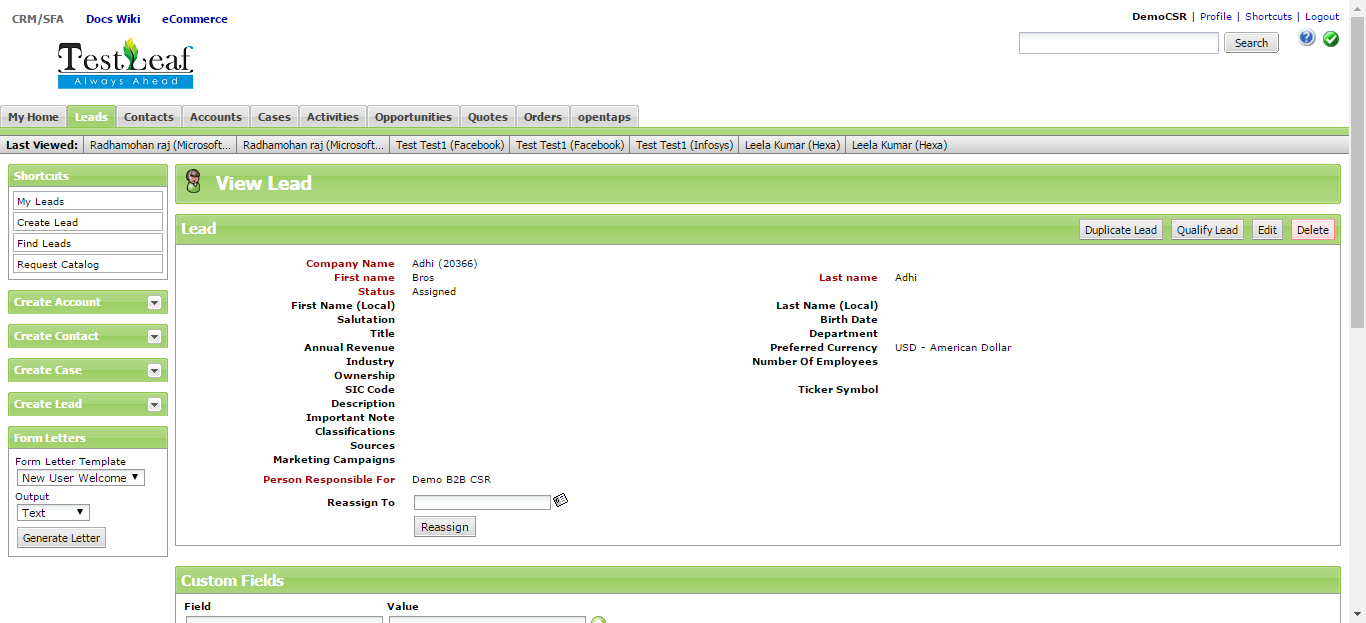 CRM/SFA Docs Wiki eCommerce
DemoCSR | Profile | Shortcuts | Logout
TestLeaf
Always Ahead
Search
My Home Leads Contacts Accounts Cases Activities Opportunities Quotes Orders opentaps
Last Viewed: Radhamohan raj (Microsoft... Radhamohan raj (Microsoft... Test Test1 (Facebook) Test Test1 (Facebook) Test Test1 (Infosys) Leela Kumar (Hexa) Leela Kumar (Hexa)
Shortcuts
My Leads
Create Lead
Find Leads
Request Catalog
Create Account
Create Contact
Create Case
Create Lead
Form Letters
Form Letter Template
New User Welcome
Output
Text
Generate Letter
View Lead
Lead
Duplicate Lead Qualify Lead Edit Delete
Company Name Adhi (20366)
First name Bros Last name Adhi
Status Assigned
First Name (Local) Last Name (Local)
Salutation Birth Date
Title Department
Annual Revenue Preferred Currency USD - American Dollar
Industry Number Of Employees
Ownership
SIC Code Ticker Symbol
Description
Important Note
Classifications
Sources
Marketing Campaigns
Person Responsible For Demo B2B CSR
Reassign To
Reassign
Custom Fields
Field Value